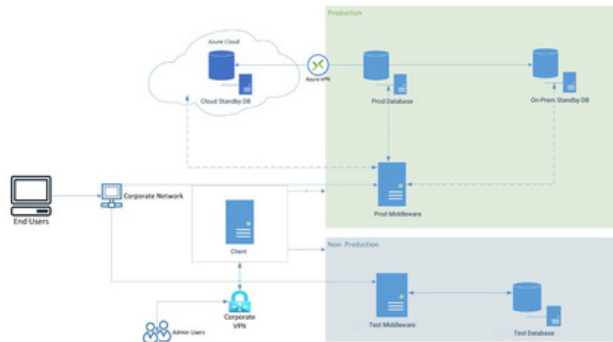 Production
Azure Cloud
Azure VPN
Cloud Standby DB
Prod Database
On-Prem Standby DB
Corporate Network
End Users
Prod Middleware
Client
Non- Production
Corporate
VPN
Admin Users
Test Middleware
Test Database